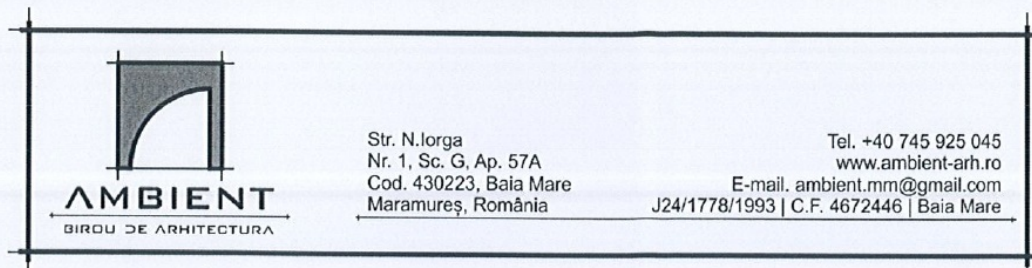 AMBIENT
BIROU DE ARHITECTURA
Str. N.Iorga
Nr. 1, Sc. G, Ap. 57A
Cod. 430223, Baia Mare
Maramureș, România
Tel. +40 745 925 045
www.ambient-arh.ro
E-mail. ambient.mm@gmail.com
J24/1778/1993 | C.F. 4672446 | Baia Mare